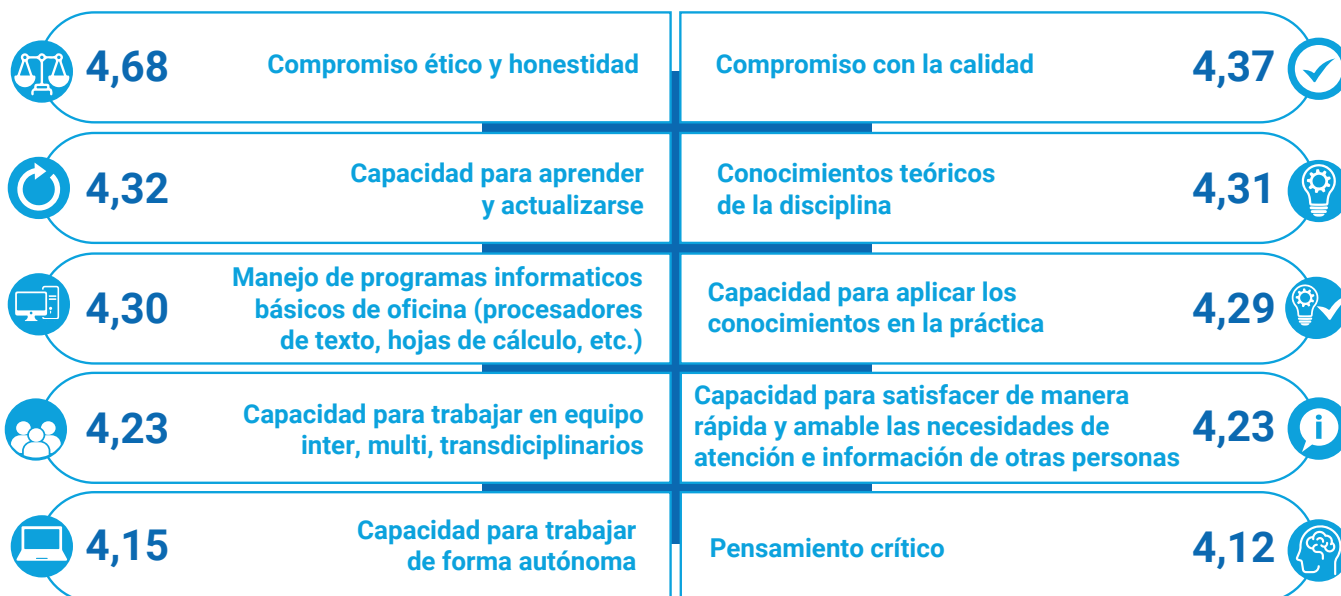 4,68
Compromiso ético y honestidad
Compromiso con la calidad
4,37
4,32
Capacidad para aprender
y actualizarse
Conocimientos teóricos
de la disciplina
4,31
4,30
Manejo de programas informaticos
básicos de oficina (procesadores
de texto, hojas de cálculo, etc.)
Capacidad para aplicar los
conocimientos en la práctica
4,29
4,23
Capacidad para trabajar en equipo
inter, multi, transdiciplinarios
Capacidad para satisfacer de manera
rápida y amable las necesidades de
atención e información de otras personas
4,23
i
4,15
Capacidad para trabajar
de forma autónoma
Pensamiento crítico
4,12